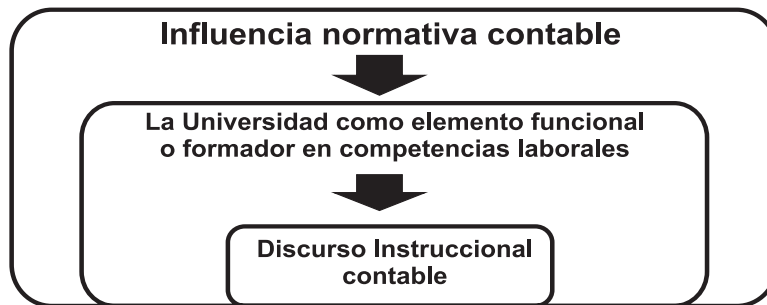 Influencia normativa contable
La Universidad como elemento funcional
o formador en competencias laborales
Discurso Instruccional
contable